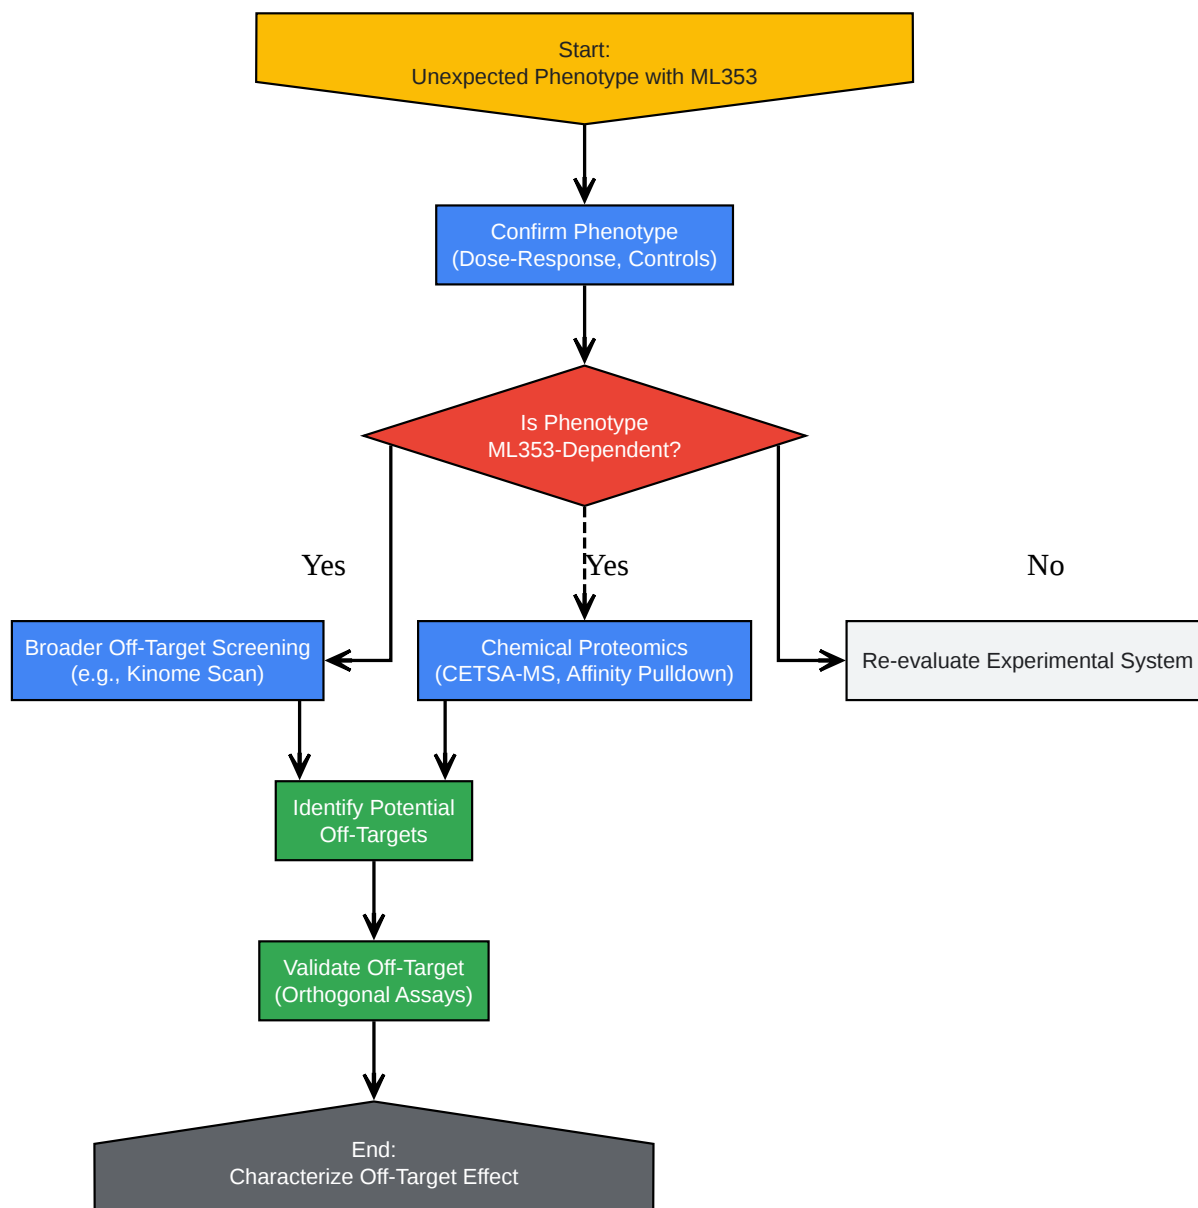 Start:
Unexpected Phenotype with ML353
Confirm Phenotype
(Dose-Response, Controls)
Is Phenotype
ML353-Dependent?
Yes
Yes
No
Broader Off-Target Screening
(e.g., Kinome Scan)
Chemical Proteomics
(CETSA-MS, Affinity Pulldown)
Re-evaluate Experimental System
Identify Potential
Off-Targets
Validate Off-Target
(Orthogonal Assays)
End:
Characterize Off-Target Effect